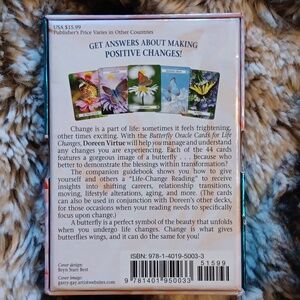 USA $15.99
Publisher's Price Varies in Other Countries
GET ANSWERS ABOUT MAKING
POSITIVE CHANGES!
Change is a part of life: sometimes it feels frightening,
other times exciting. With the Butterfly Oracle Cards for Life
Changes, Doreen Virtue will help you manage and understand
any changes you are experiencing. Each of the 44 cards
features a gorgeous image of a butterfly . . . because who
better to demonstrate the blessings within transformation?
The companion guidebook shows you how to give
yourself and others a "Life-Change Reading" to receive
insights into shifting careers, relationship transitions,
moving, lifestyle alterations, aging, and more. (The cards
can also be used in conjunction with Doreen's other decks,
for those occasions when your reading needs to specifically
focus upon change.)
A butterfly is a perfect symbol of the beauty that unfolds
when you undergo life changes. Change is what gives
butterflies wings, and it can do the same for you!
Cover design:
Bryn Starr Best
Cover image:
ISBN: 978-1-4019-5003-3
51599
9 781401 950033